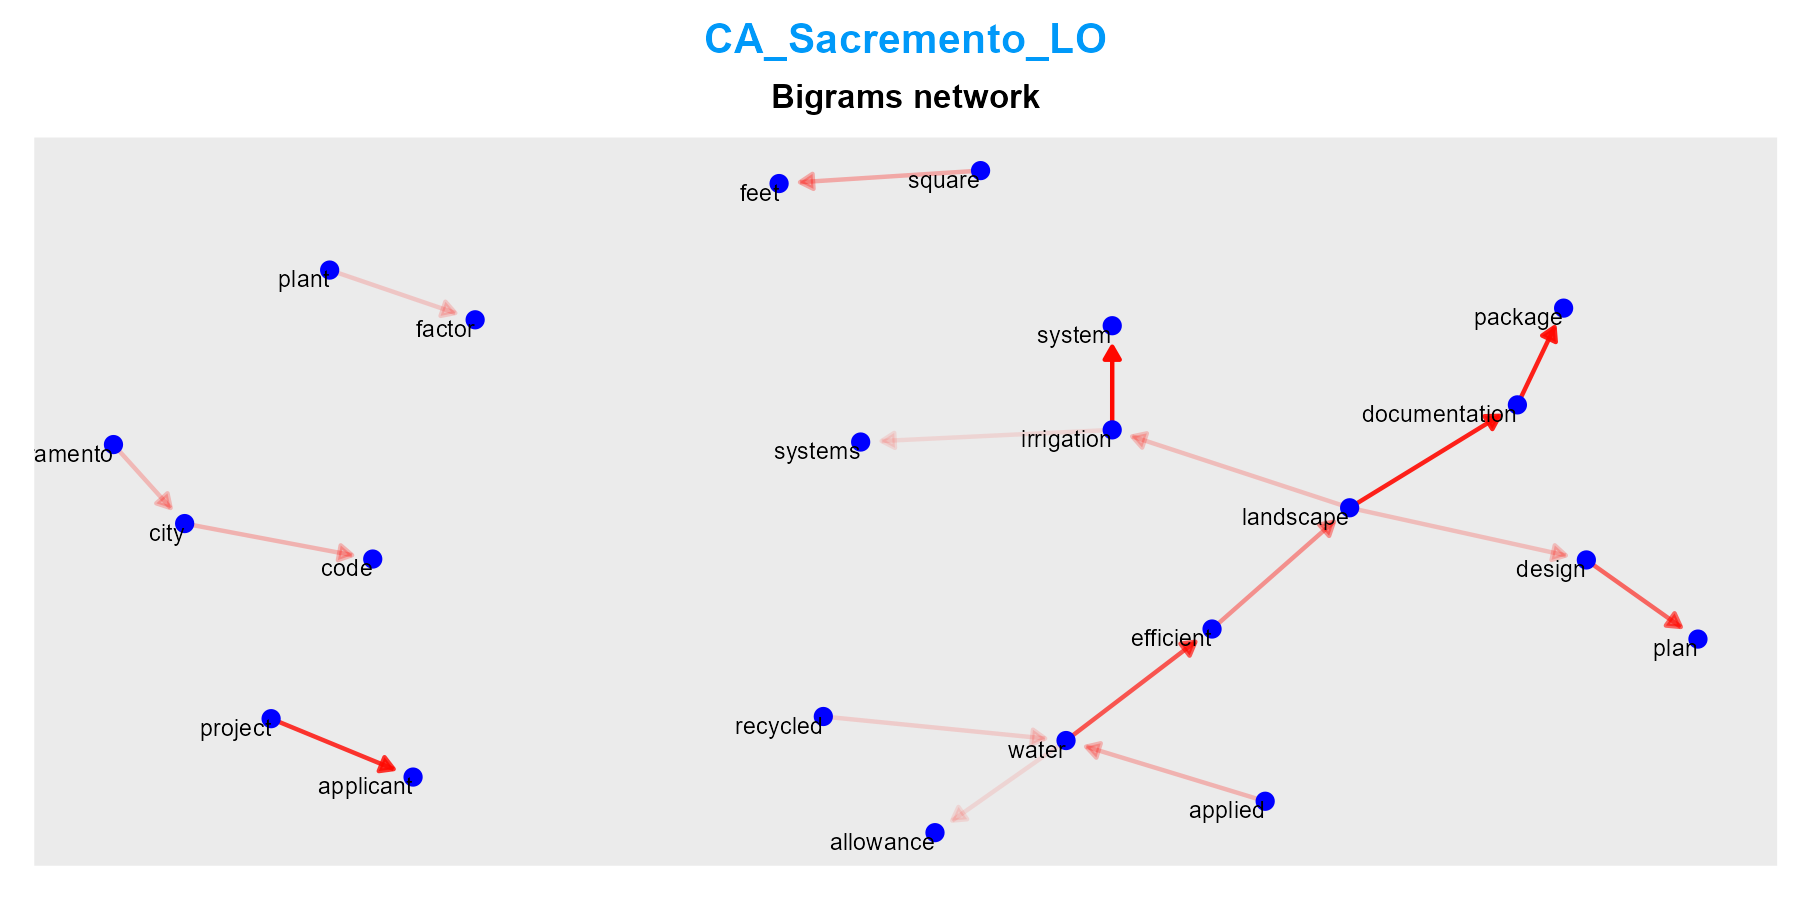 CA_Sacremento_LO
Bigrams network
feet
square
plant
factor
package
system
documentation
amento
systems
irrigation
landscape
city
code
design
efficient
plan
project
recycled
water
applicant
applied
allowance